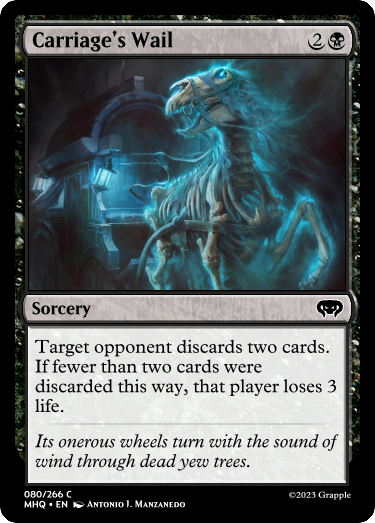 Carriage's Wail 2
Sorcery
Target opponent discards two cards.
If fewer than two cards were
discarded this way, that player loses 3
life.
Its onerous wheels turn with the sound of
wind through dead yew trees.
080/266 C
MHQ • EN Antonio J. Manzanedo
©2023 Grapple